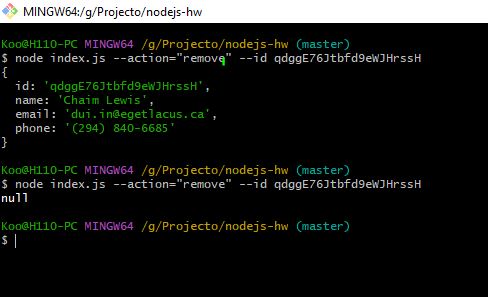 MINGW64:/g/Projecto/nodejs-hw
Koo@H110-PC MINGW64 /g/Projecto/nodejs-hw (master)
$ node index.js --action="remove" --id qdggE76Jtbfd9eWJHrssH
{
  id: 'qdggE76Jtbfd9eWJHrssH',
  name: 'Chaim Lewis',
  email: 'dui.in@egetlacus.ca',
  phone: '(294) 840-6685'
}
Koo@H110-PC MINGW64 /g/Projecto/nodejs-hw (master)
$ node index.js --action="remove" --id qdggE76Jtbfd9eWJHrssH
null
Koo@H110-PC MINGW64 /g/Projecto/nodejs-hw (master)
$